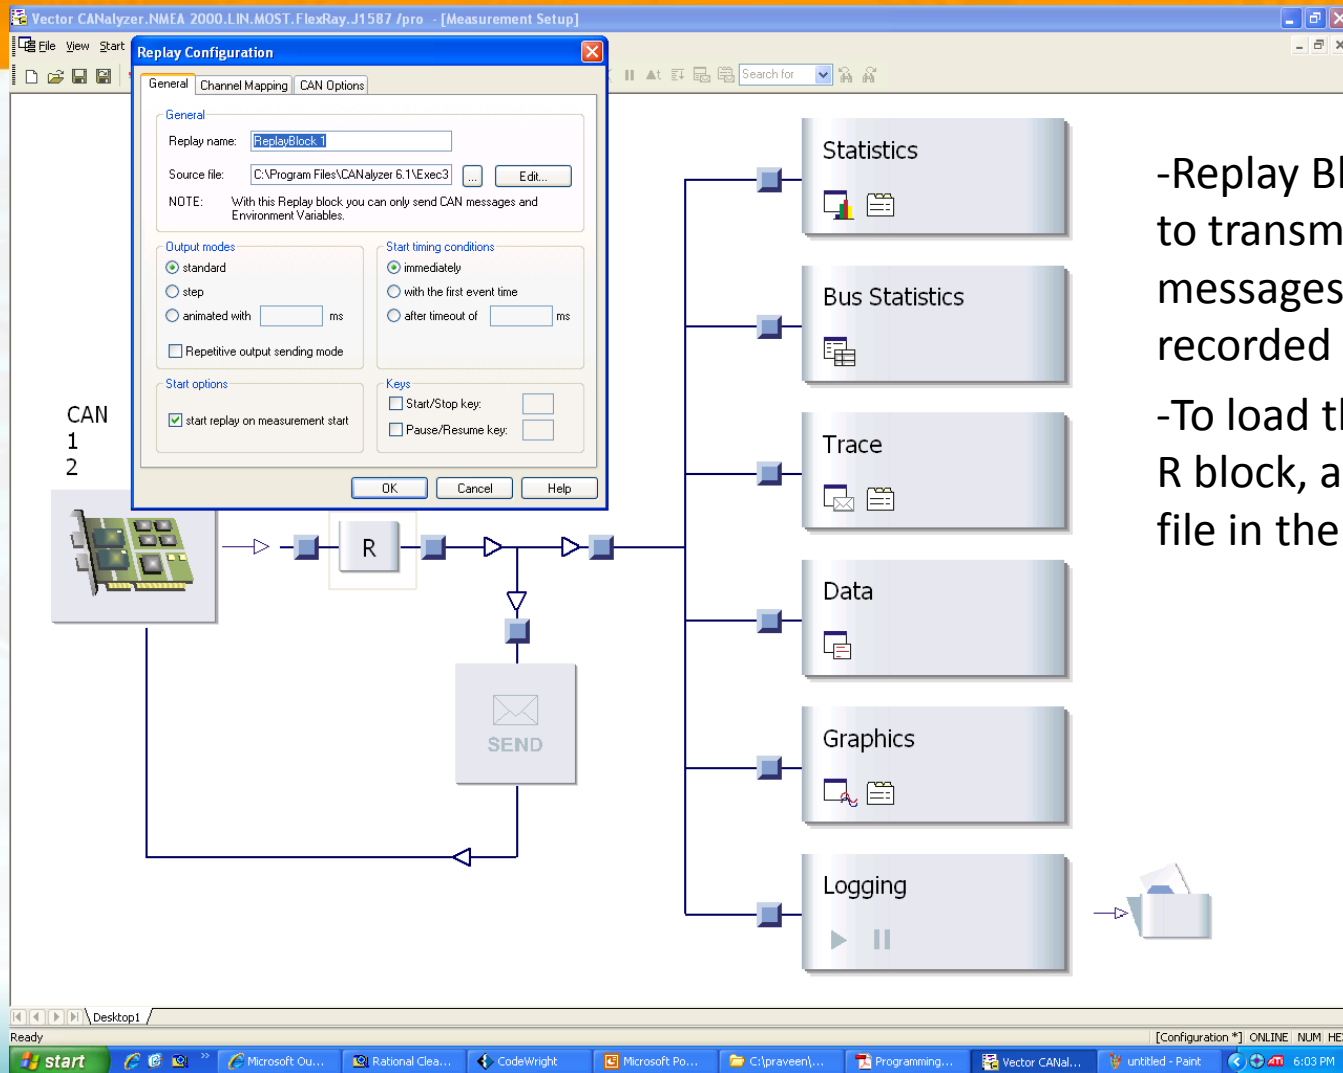 Vector CANalyzer.NMEA 2000.LIN.MOST.FlexRay.J1587 /pro - [Measurement Setup]
File View Start
Search for
Replay Configuration
General Channel Mapping CAN Options
General
Replay name: ReplayBlock 1
Source file: C:\Program Files\CANalyzer 6.1\Exec3 ... Edit...
NOTE: With this Replay block you can only send CAN messages and
Environment Variables.
Output modes
standard
step
animated with ms
Repetitive output sending mode
Start timing conditions
immediately
with the first event time
after timeout of ms
Start options
start replay on measurement start
Keys
Start/Stop key:
Pause/Resume key:
OK Cancel Help
CAN
1
2
R
SEND
Statistics
Bus Statistics
Trace
Data
Graphics
Logging
-Replay Bl
to transm
messages
recorded
-To load th
R block, a
file in the
Desktop1
Ready
[Configuration *] ONLINE NUM HE
start
Microsoft Ou...
Rational Clea...
CodeWright
Microsoft Po...
C:\praveen\...
Programming...
Vector CANal...
untitled - Paint
6:03 PM